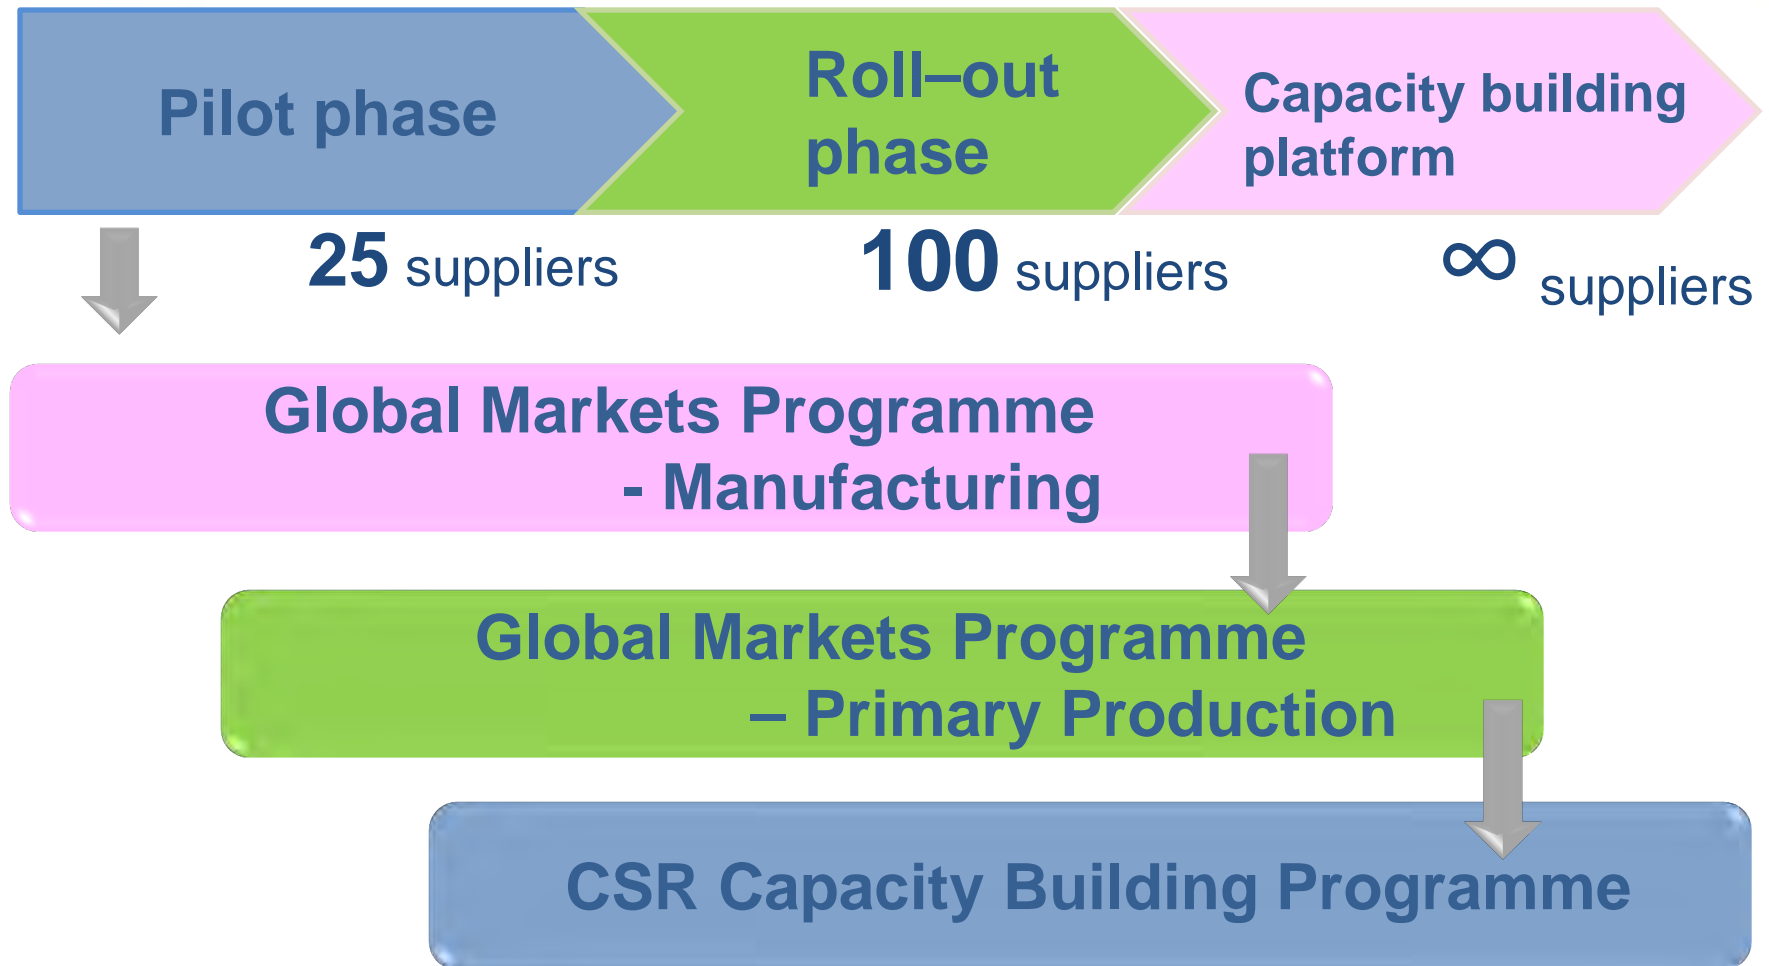 Pilot phase
Roll–out
phase
Capacity building
platform
25 suppliers
100 suppliers
∞ suppliers
Global Markets Programme
- Manufacturing
Global Markets Programme
– Primary Production
CSR Capacity Building Programme